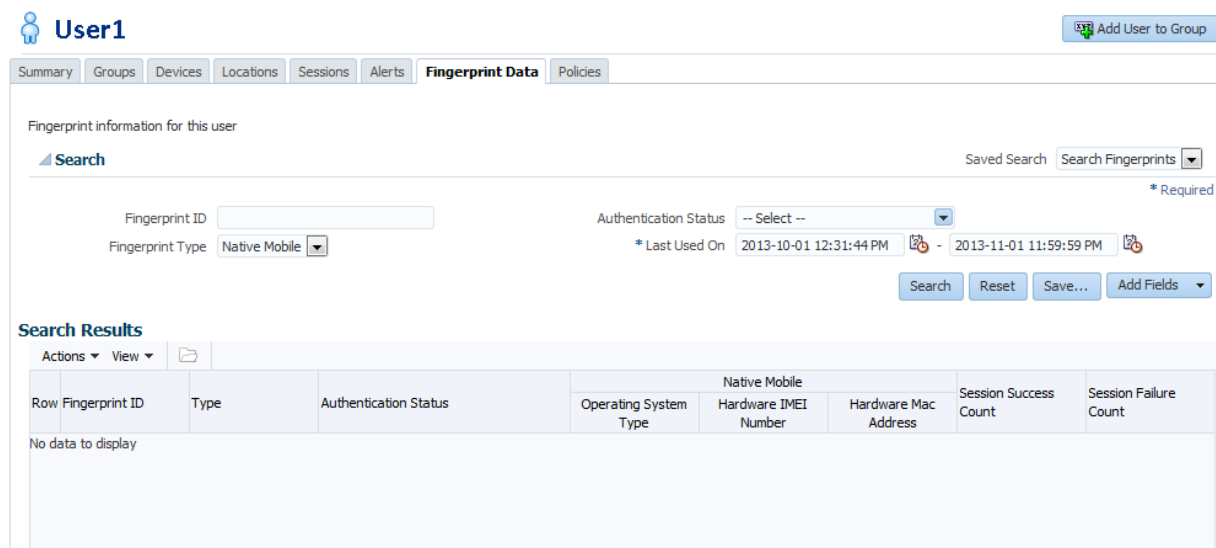 User1
Add User to Group
Summary Groups Devices Locations Sessions Alerts Fingerprint Data Policies
Fingerprint information for this user
Search
Saved Search Search Fingerprints
* Required
Fingerprint ID
Authentication Status -- Select --
Fingerprint Type Native Mobile
* Last Used On 2013-10-01 12:31:44 PM - 2013-11-01 11:59:59 PM
Search Reset Save... Add Fields
Search Results
Actions View
Row Fingerprint ID Type Authentication Status
Native Mobile
Operating System Type
Hardware IMEI Number
Hardware Mac Address
Session Success Count
Session Failure Count
No data to display